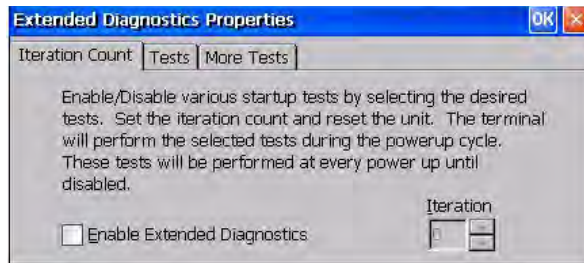 Extended Diagnostics Properties OK ×
Iteration Count Tests More Tests
Enable/Disable various startup tests by selecting the desired
tests. Set the iteration count and reset the unit. The terminal
will perform the selected tests during the powerup cycle.
These tests will be performed at every power up until
disabled.
Iteration
Enable Extended Diagnostics